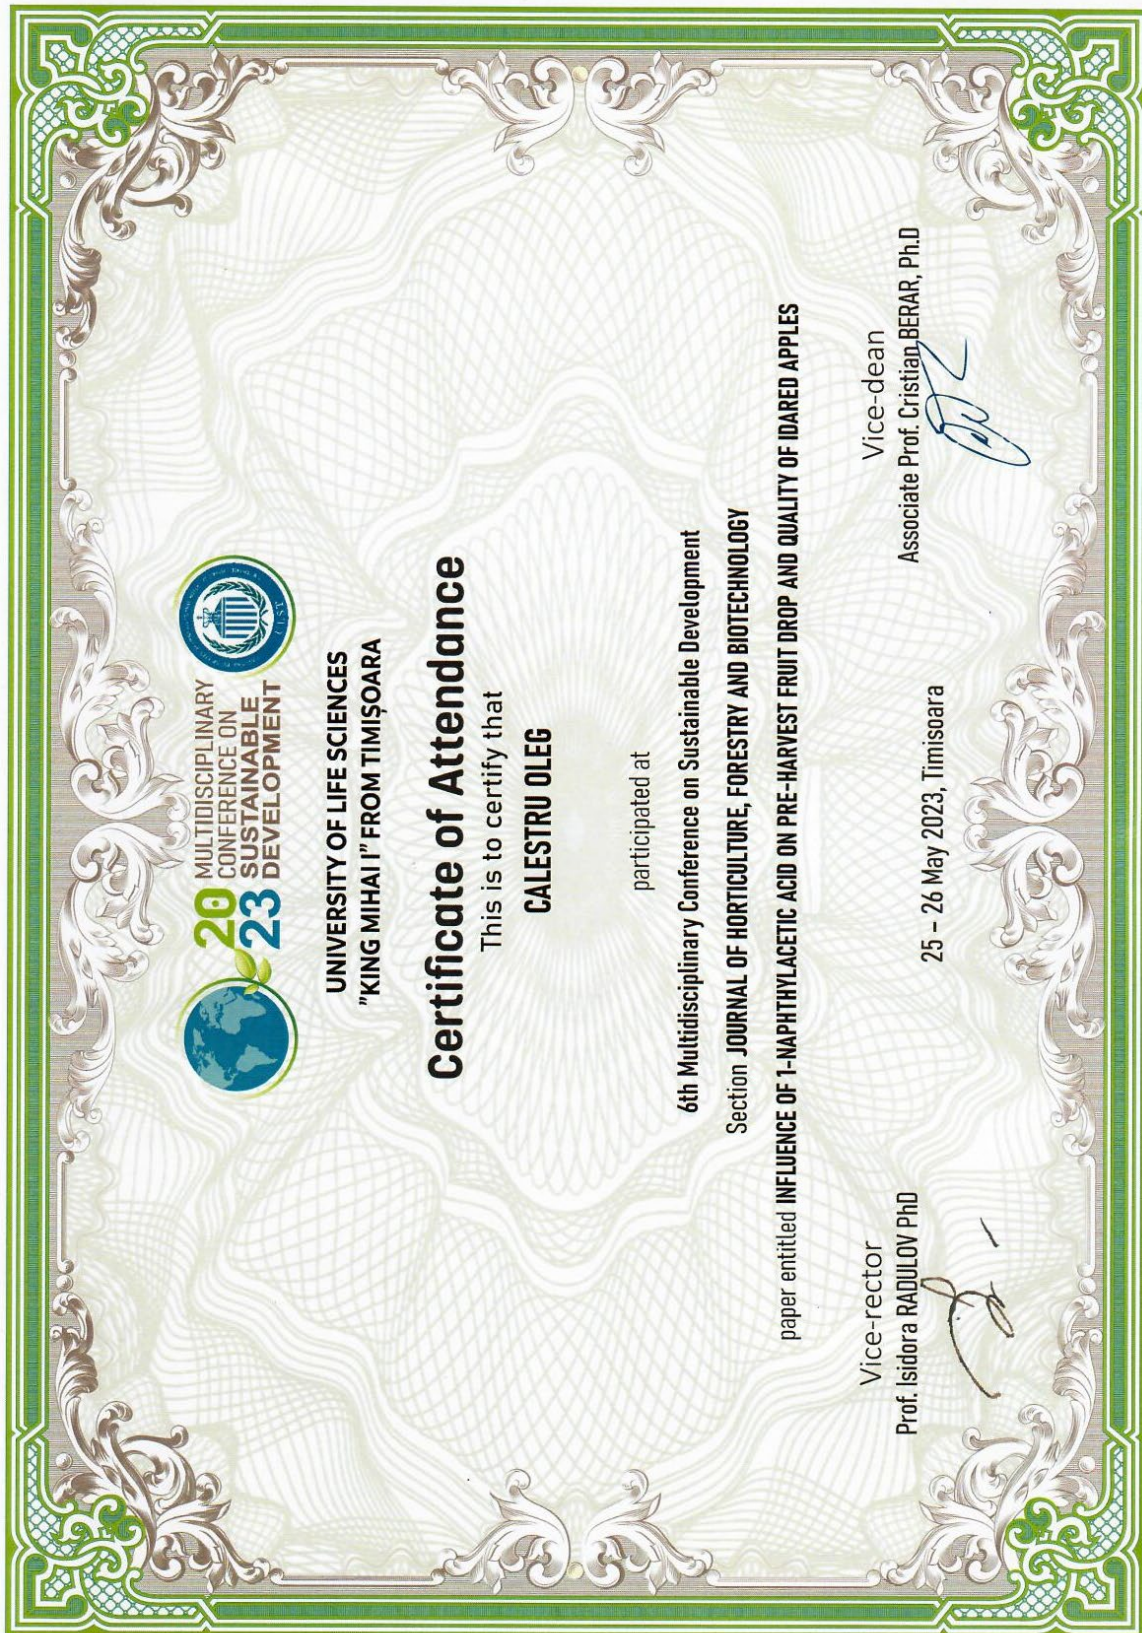 2023
MULTIDISCIPLINARY
CONFERENCE ON
SUSTAINABLE
DEVELOPMENT
UNIVERSITY OF LIFE SCIENCES
"KING MIHAI I" FROM TIMIȘOARA
Certificate of Attendance
This is to certify that
CALESTRU OLEG
participated at
6th Multidisciplinary Conference on Sustainable Development
Section JOURNAL OF HORTICULTURE, FORESTRY AND BIOTECHNOLOGY
paper entitled INFLUENCE OF 1-NAPHTHYLACETIC ACID ON PRE-HARVEST FRUIT DROP AND QUALITY OF IDARED APPLES
Vice-rector
Prof. Isidora RADULOV PhD
25 – 26 May 2023, Timisoara
Vice-dean
Associate Prof. Cristian BERAR, Ph.D